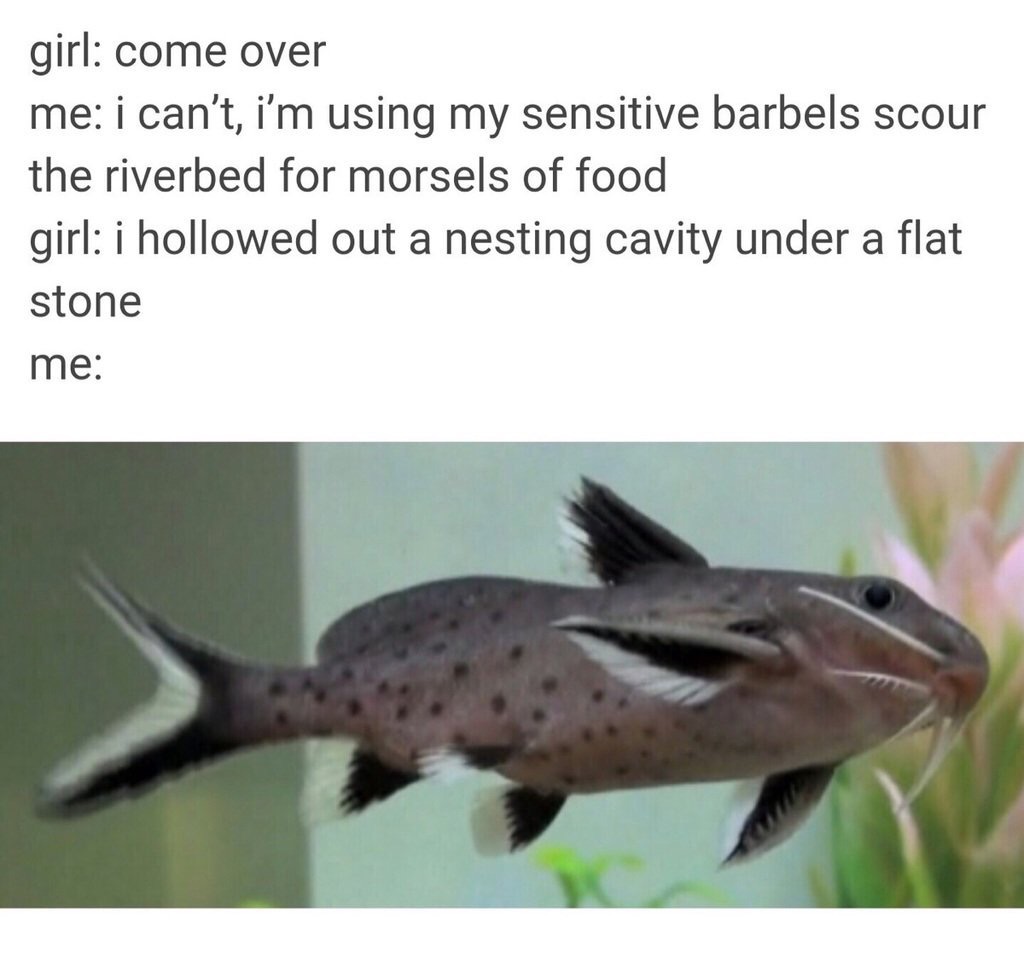 girl: come over
me: i can’t, i’m using my sensitive barbels scour
the riverbed for morsels of food
girl: i hollowed out a nesting cavity under a flat
stone
me: